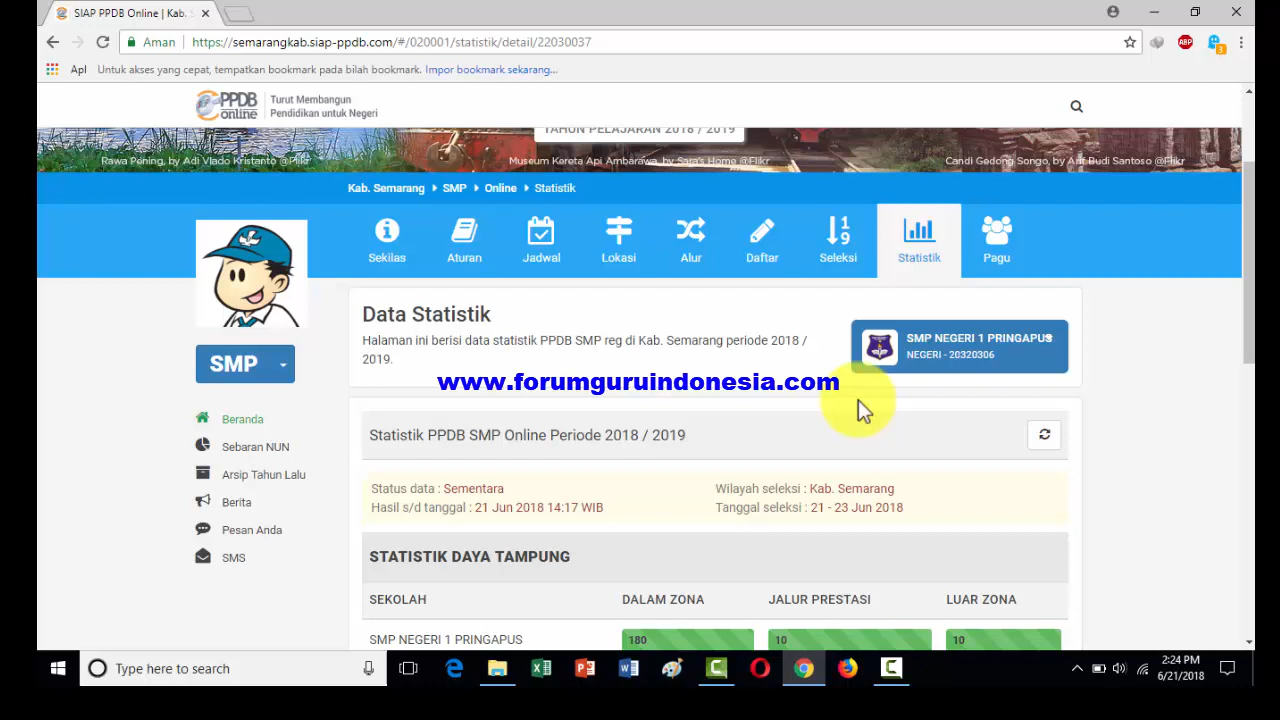 SIAP PPDB Online | Kab. S
Aman
https://semarangkab.siap-ppdb.com/#/020001/statistik/detail/22030037
ABP
3
Apl
Untuk akses yang cepat, tempatkan bookmark pada bilah bookmark. Impor bookmark sekarang...
PPDB online
Turut Membangun
Pendidikan untuk Negeri
TAHUN PELAJARAN 2018 / 2019
Rawa Pening, by Adi Vlado Kristanto @Flikr
Museum Kereta Api Ambarawa, by Sara's Home @Flikr
Candi Gedong Songo, by Arif Budi Santoso @Flikr
Kab. Semarang SMP Online Statistik
1
9
Sekilas
Aturan
Jadwal
Lokasi
Alur
Daftar
Seleksi
Statistik
Pagu
Data Statistik
Halaman ini berisi data statistik PPDB SMP reg di Kab. Semarang periode 2018 /
2019.
SMP NEGERI 1 PRINGAPUS
NEGERI - 20320306
www.forumguruindonesia.com
SMP
Beranda
Sebaran NUN
Arsip Tahun Lalu
Berita
Pesan Anda
SMS
Statistik PPDB SMP Online Periode 2018 / 2019
Status data : Sementara
Wilayah seleksi : Kab. Semarang
Hasil s/d tanggal : 21 Jun 2018 14:17 WIB
Tanggal seleksi : 21 - 23 Jun 2018
STATISTIK DAYA TAMPUNG
SEKOLAH
DALAM ZONA
JALUR PRESTASI
LUAR ZONA
SMP NEGERI 1 PRINGAPUS
180
10
10
Type here to search
2:24 PM
6/21/2018